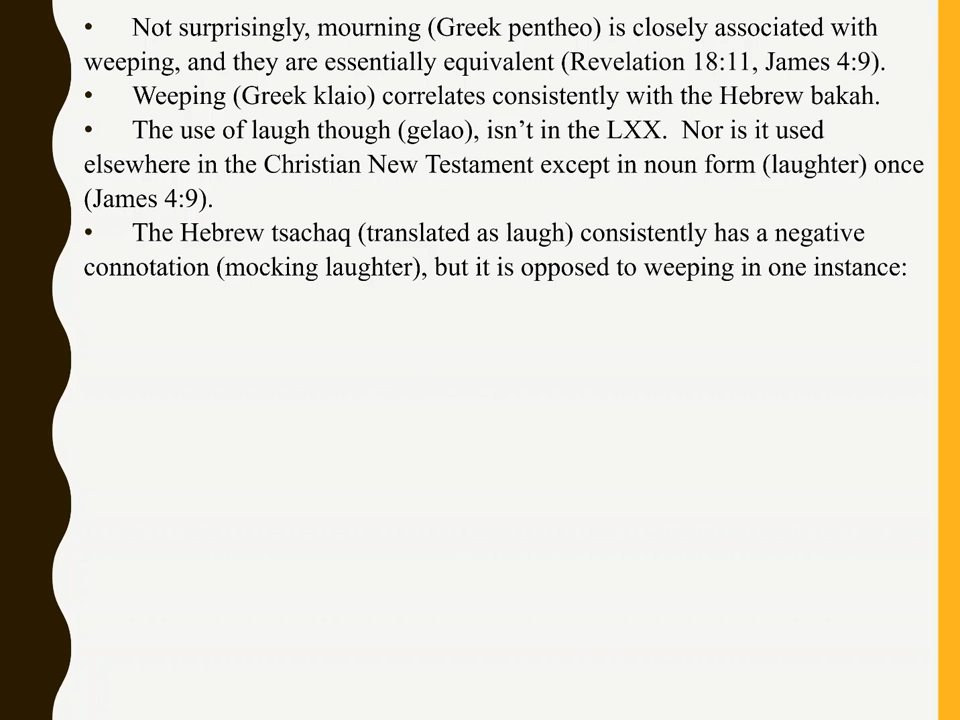 • Not surprisingly, mourning (Greek pentheo) is closely associated with
weeping, and they are essentially equivalent (Revelation 18:11, James 4:9).
• Weeping (Greek klaio) correlates consistently with the Hebrew bakah.
• The use of laugh though (gelao), isn’t in the LXX.  Nor is it used
elsewhere in the Christian New Testament except in noun form (laughter) once
(James 4:9).
• The Hebrew tsachaq (translated as laugh) consistently has a negative
connotation (mocking laughter), but it is opposed to weeping in one instance: